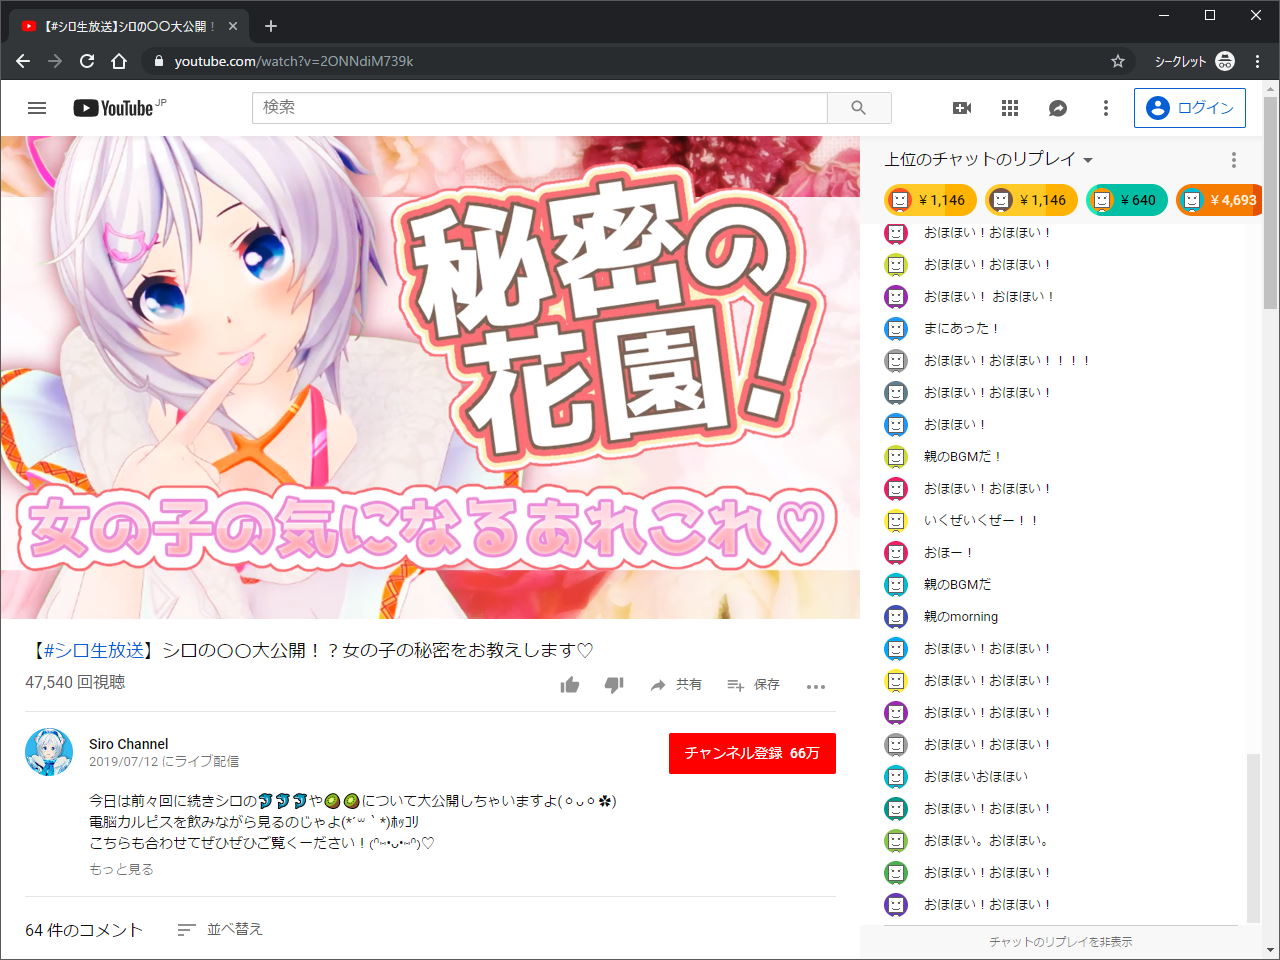 【#シロ生放送】シロの〇〇大公開！
youtube.com/watch?v=2ONNdiM739k
シークレット
YouTube JP
検索
ログイン
秘密の
花園!
女の子の気になるあれこれ♡
【#シロ生放送】シロの〇〇大公開！？女の子の秘密をお教えします♡
47,540 回視聴
共有
保存
Siro Channel
2019/07/12 にライブ配信
チャンネル登録 66万
今日は前々回に続きシロの🐬🐬🐬や🥝🥝について大公開しちゃいますよ(ㆁᴗㆁ✿)
電脳カルピスを飲みながら見るのじゃよ(*´꒳`*)ﾎｯｺﾘ
こちらも合わせてぜひぜひご覧くーださい！(ᐢ⑅•ᴗ•⑅ᐢ)♡
もっと見る
64 件のコメント
並べ替え
上位のチャットのリプレイ
￥1,146
￥1,146
￥640
￥4,693
おほほい！おほほい！
おほほい！おほほい！
おほほい！ おほほい！
まにあった！
おほほい！おほほい！！！！
おほほい！おほほい！
おほほい！
親のBGMだ！
おほほい！おほほい！
いくぜいくぜー！！
おほー！
親のBGMだ
親のmorning
おほほい！おほほい！
おほほい！おほほい！
おほほい！おほほい！
おほほい！おほほい！
おほほいおほほい
おほほい！おほほい！
おほほい。おほほい。
おほほい！おほほい！
おほほい！おほほい！
チャットのリプレイを非表示